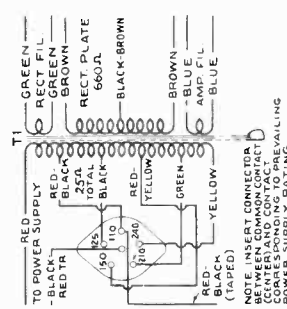 T1
GREEN
RECT FIL.
GREEN
BROWN
RECT. PLATE
660Ω
BLACK-BROWN
BROWN
BLUE
AMP. FIL.
BLUE
RED
TO POWER SUPPLY
BLACK-
RED TR
RED-
BLACK
25Ω
TOTAL
BLACK
RED-
YELLOW
GREEN
YELLOW
125
110
150
240
210
RED-
BLACK
(TAPED)
NOTE. INSERT CONNECTOR
BETWEEN COMMON CONTACT
(CENTER) AND CONTACT
CORRESPONDING TO PREVAILING
POWER SUPPLY RATING